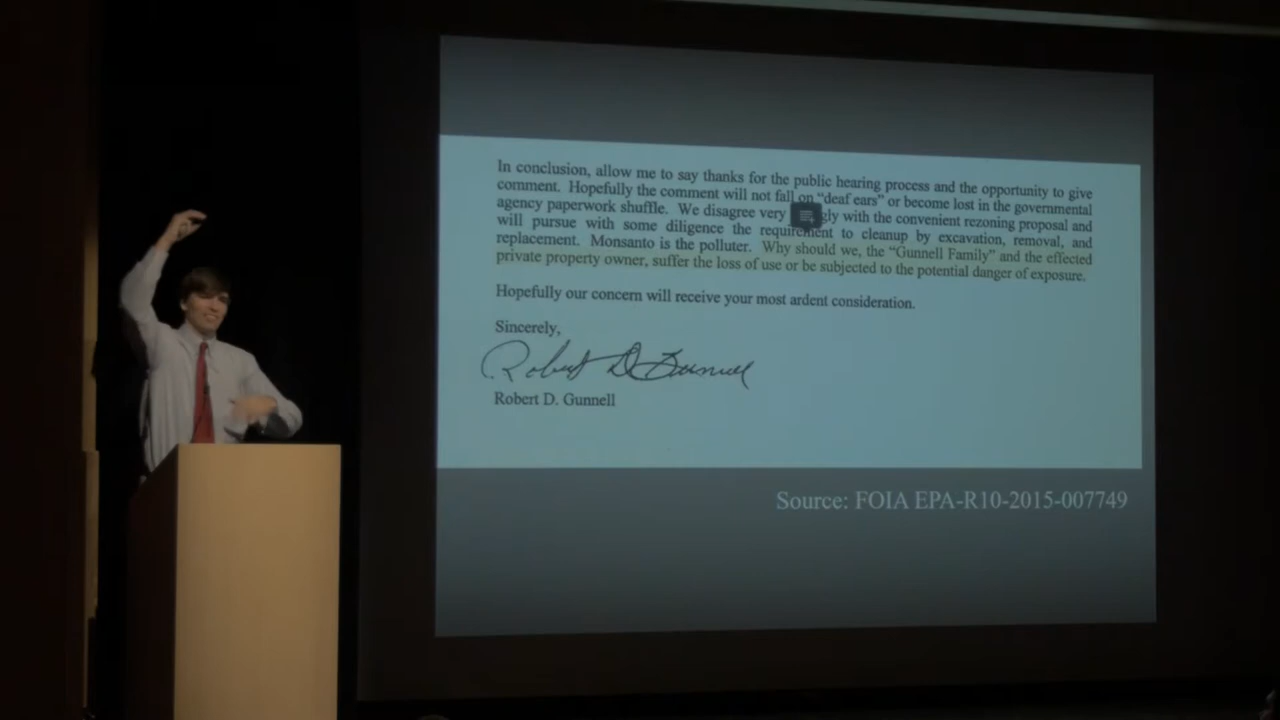 In conclusion, allow me to say thanks for the public hearing process and the opportunity to give
comment. Hopefully the comment will not fall on "deaf ears" or become lost in the governmental
agency paperwork shuffle. We disagree very gly with the convenient rezoning proposal and
will pursue with some diligence the requirement to cleanup by excavation, removal, and
replacement. Monsanto is the polluter. Why should we, the "Gunnell Family" and the effected
private property owner, suffer the loss of use or be subjected to the potential danger of exposure.
Hopefully our concern will receive your most ardent consideration.
Sincerely,
Robert D Gunnell
Robert D. Gunnell
Source: FOIA EPA-R10-2015-007749